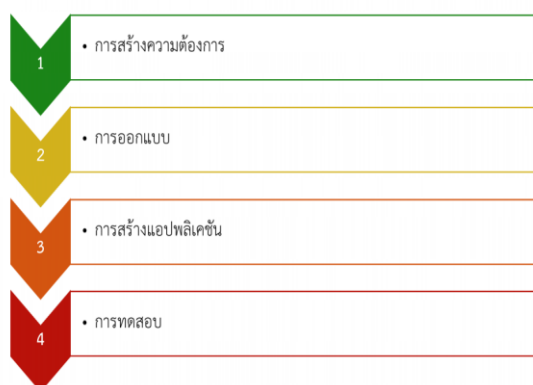 1
• การสร้างความต้องการ
2
• การออกแบบ
3
• การสร้างแอปพลิเคชัน
4
• การทดสอบ